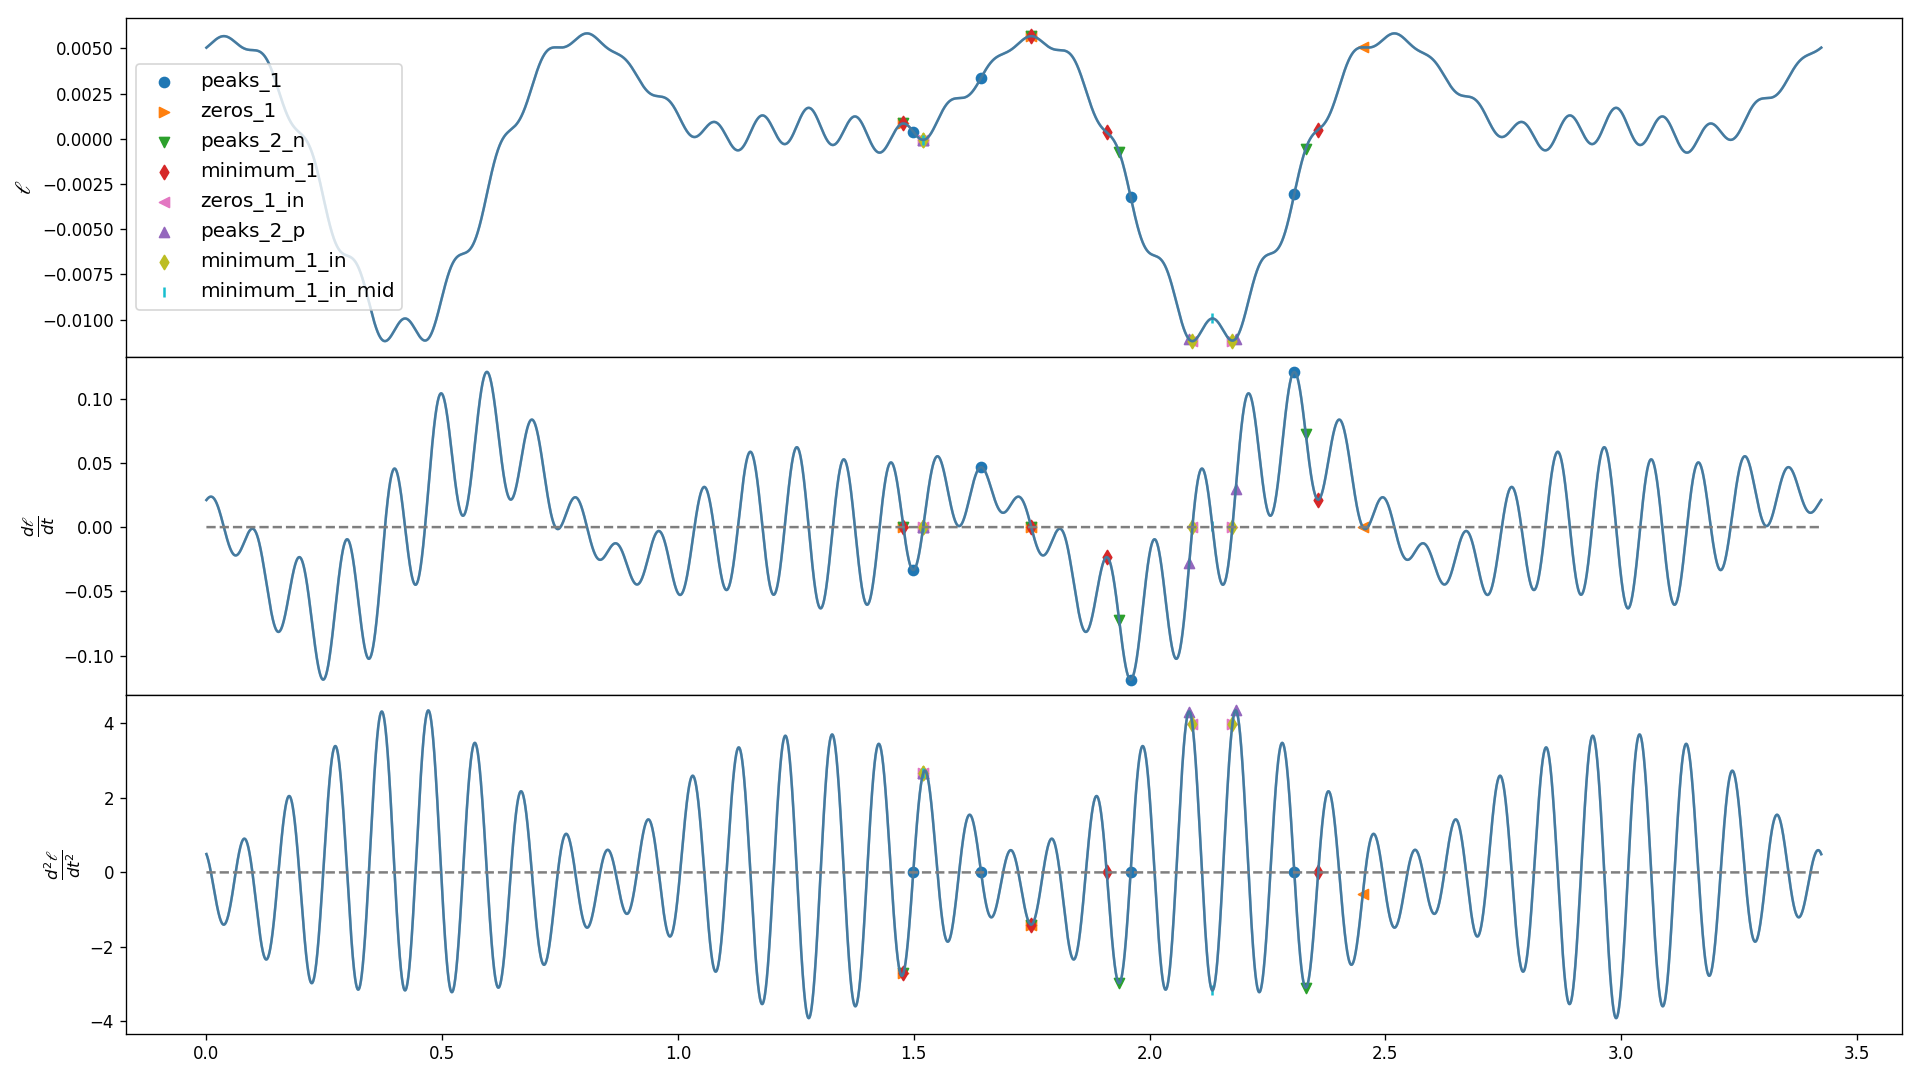 0.0050
0.0025
0.0000
−0.0025
−0.0050
−0.0075
−0.0100
ℓ
peaks_1
zeros_1
peaks_2_n
minimum_1
zeros_1_in
peaks_2_p
minimum_1_in
minimum_1_in_mid
0.10
0.05
0.00
−0.05
−0.10
dℓ
dt
4
2
0
−2
−4
d²ℓ
dt²
0.0 0.5 1.0 1.5 2.0 2.5 3.0 3.5